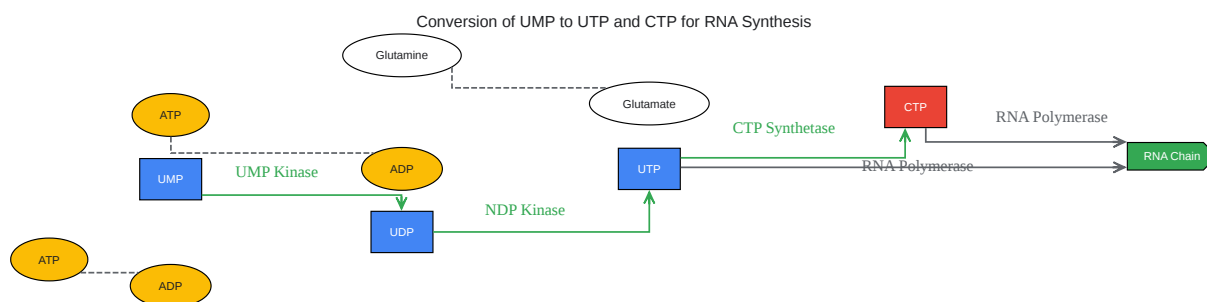 Conversion of UMP to UTP and CTP for RNA Synthesis
Glutamine
Glutamate
ATP
CTP
RNA Polymerase
CTP Synthetase
RNA Chain
UMP Kinase
ADP
UMP
UTP
RNA Polymerase
NDP Kinase
UDP
ATP
ADP